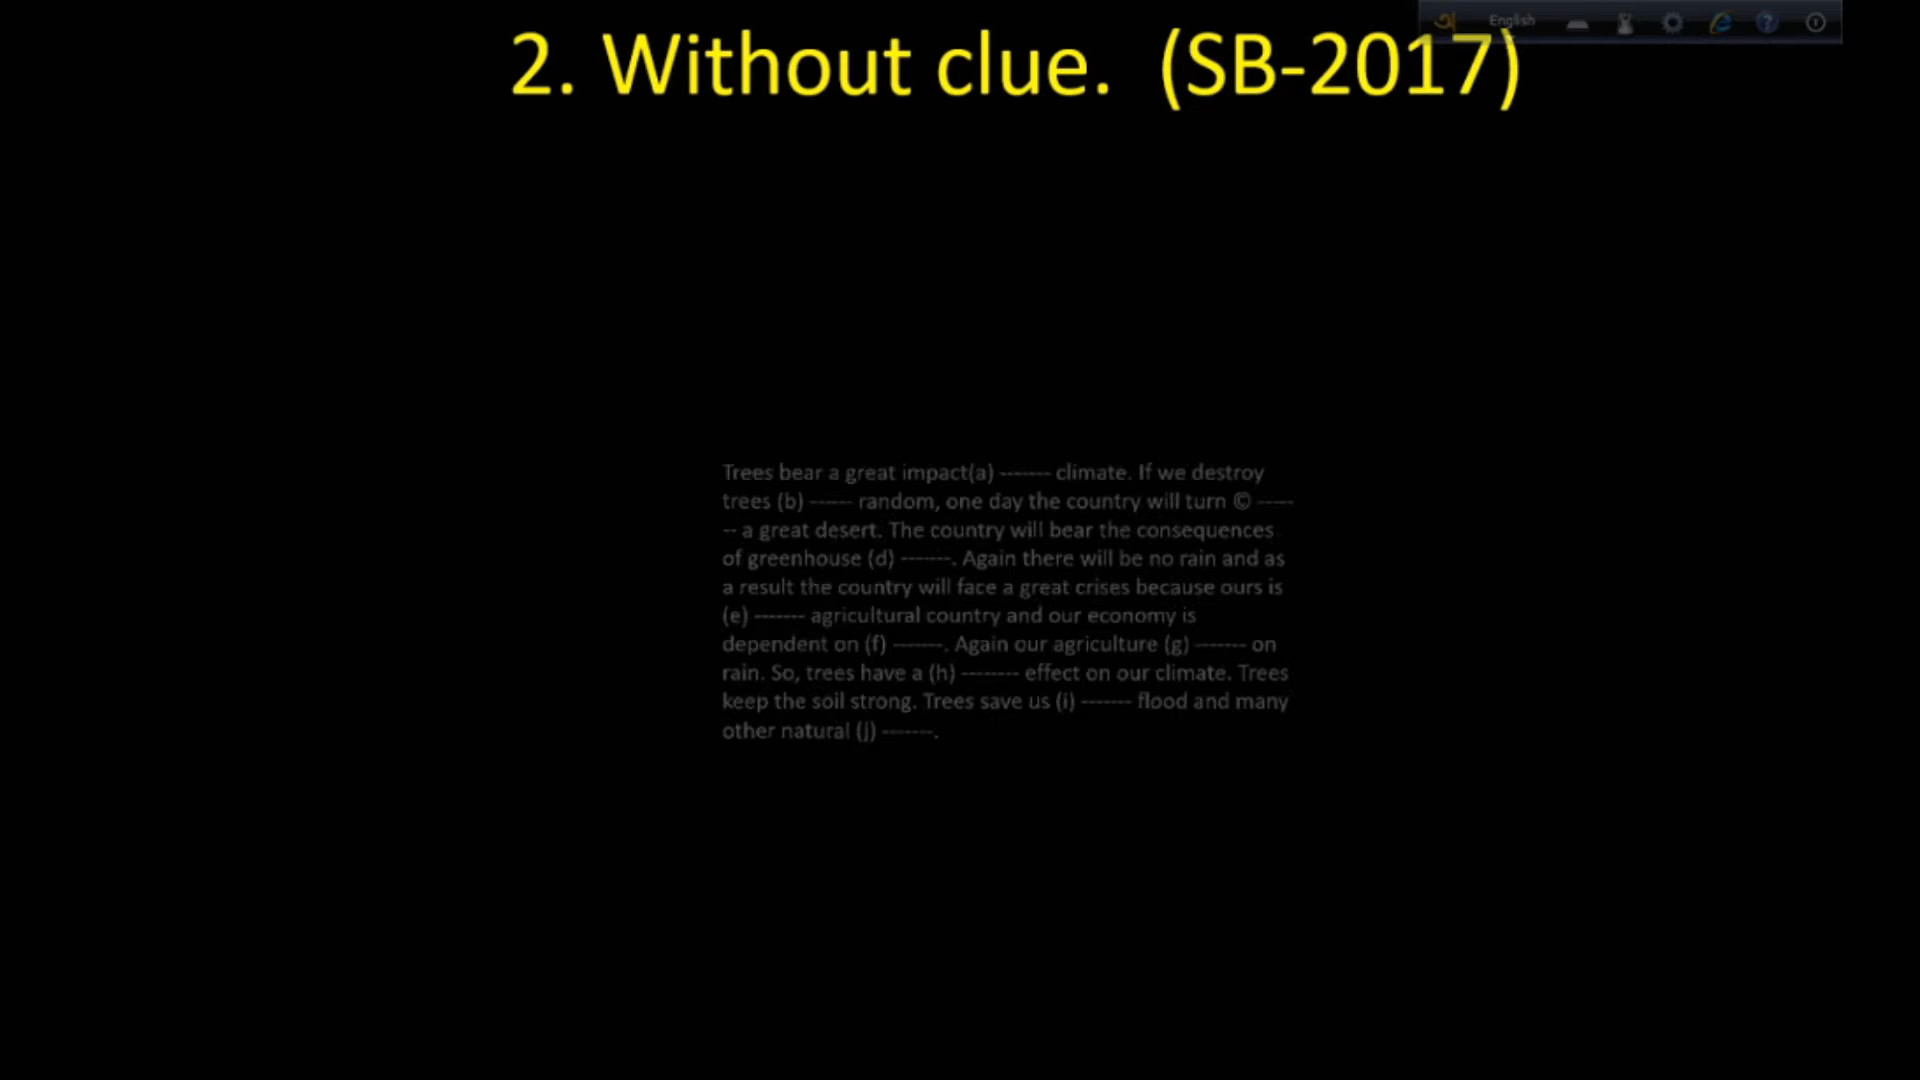 English
2. Without clue. (SB-2017)
Trees bear a great impact(a) ------- climate. If we destroy
trees (b) ------ random, one day the country will turn © -----
-- a great desert. The country will bear the consequences
of greenhouse (d) -------. Again there will be no rain and as
a result the country will face a great crises because ours is
(e) ------- agricultural country and our economy is
dependent on (f) -------. Again our agriculture (g) ------- on
rain. So, trees have a (h) -------- effect on our climate. Trees
keep the soil strong. Trees save us (i) ------- flood and many
other natural (j) -------.